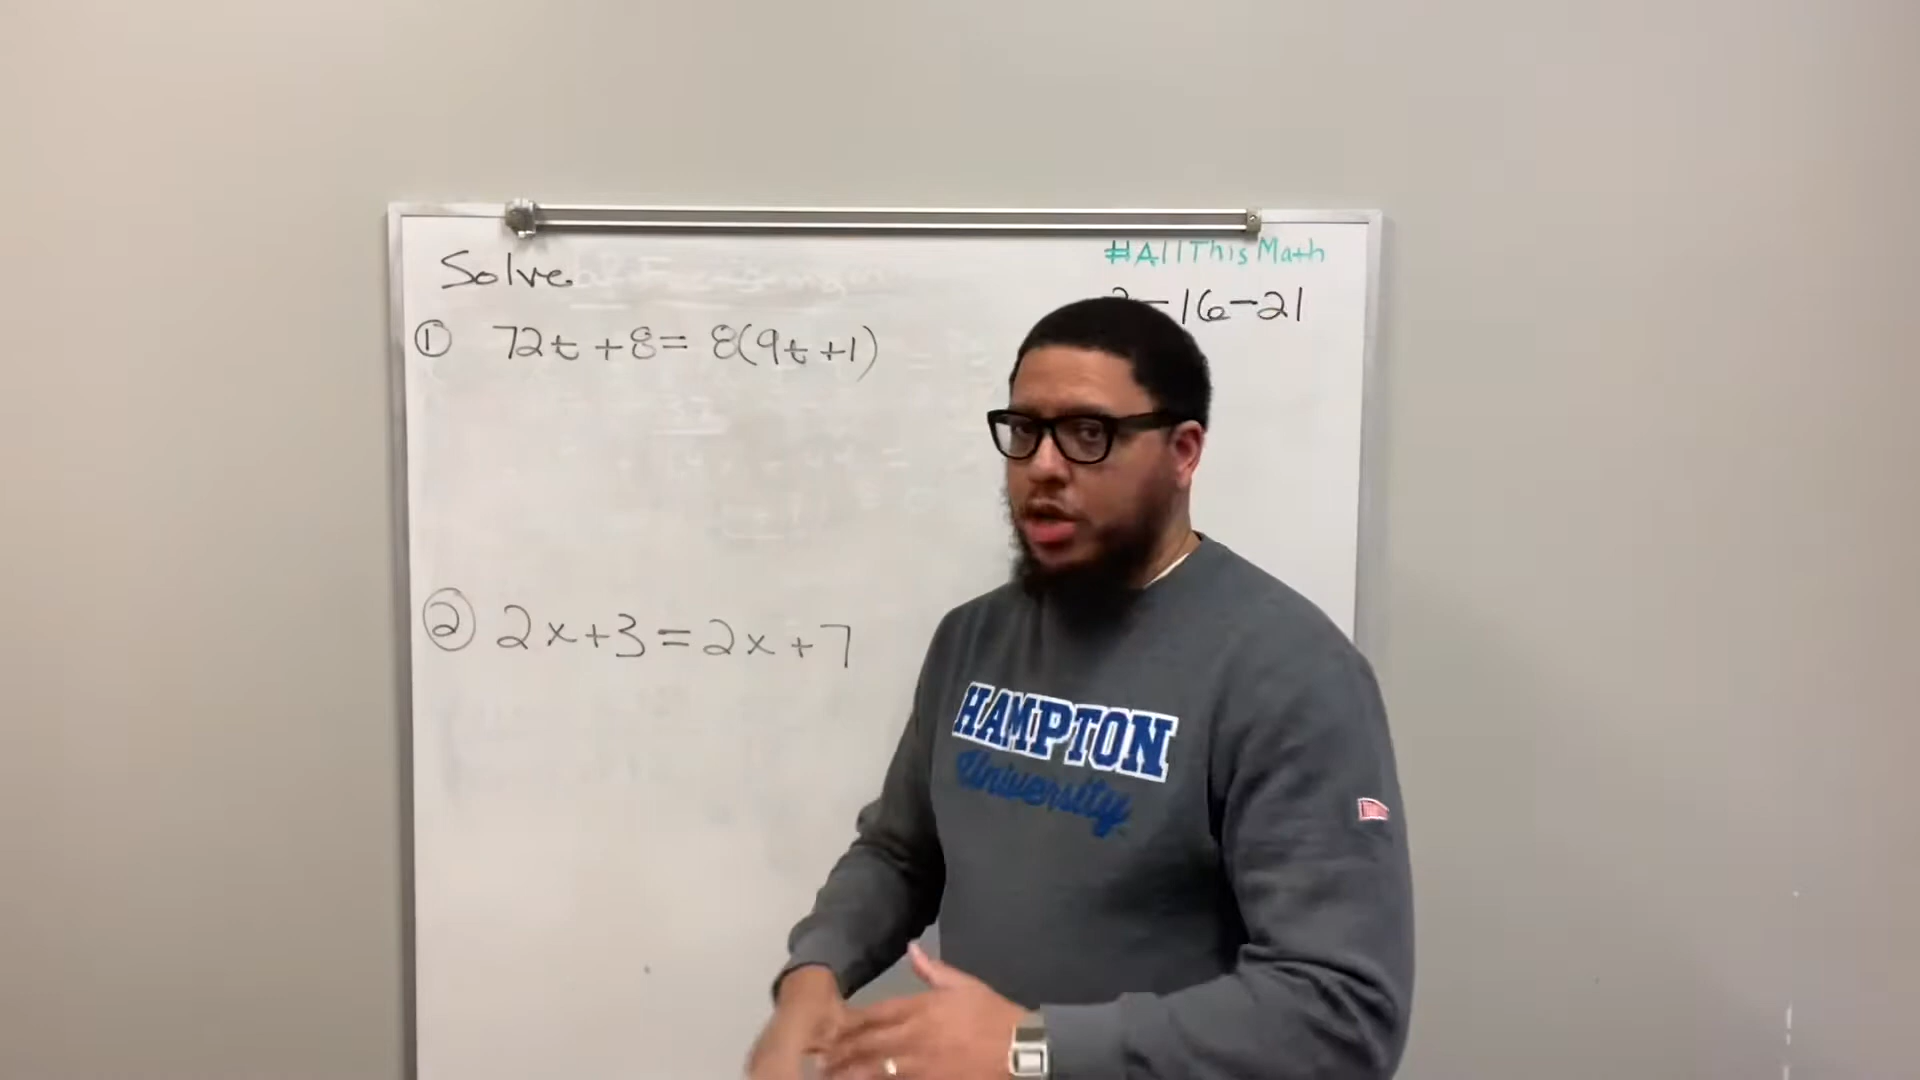 Solve
#AllThisMath
-16-21
① 72t +8= 8(9t+1)
② 2x+3=2x+7
HAMPTON
University